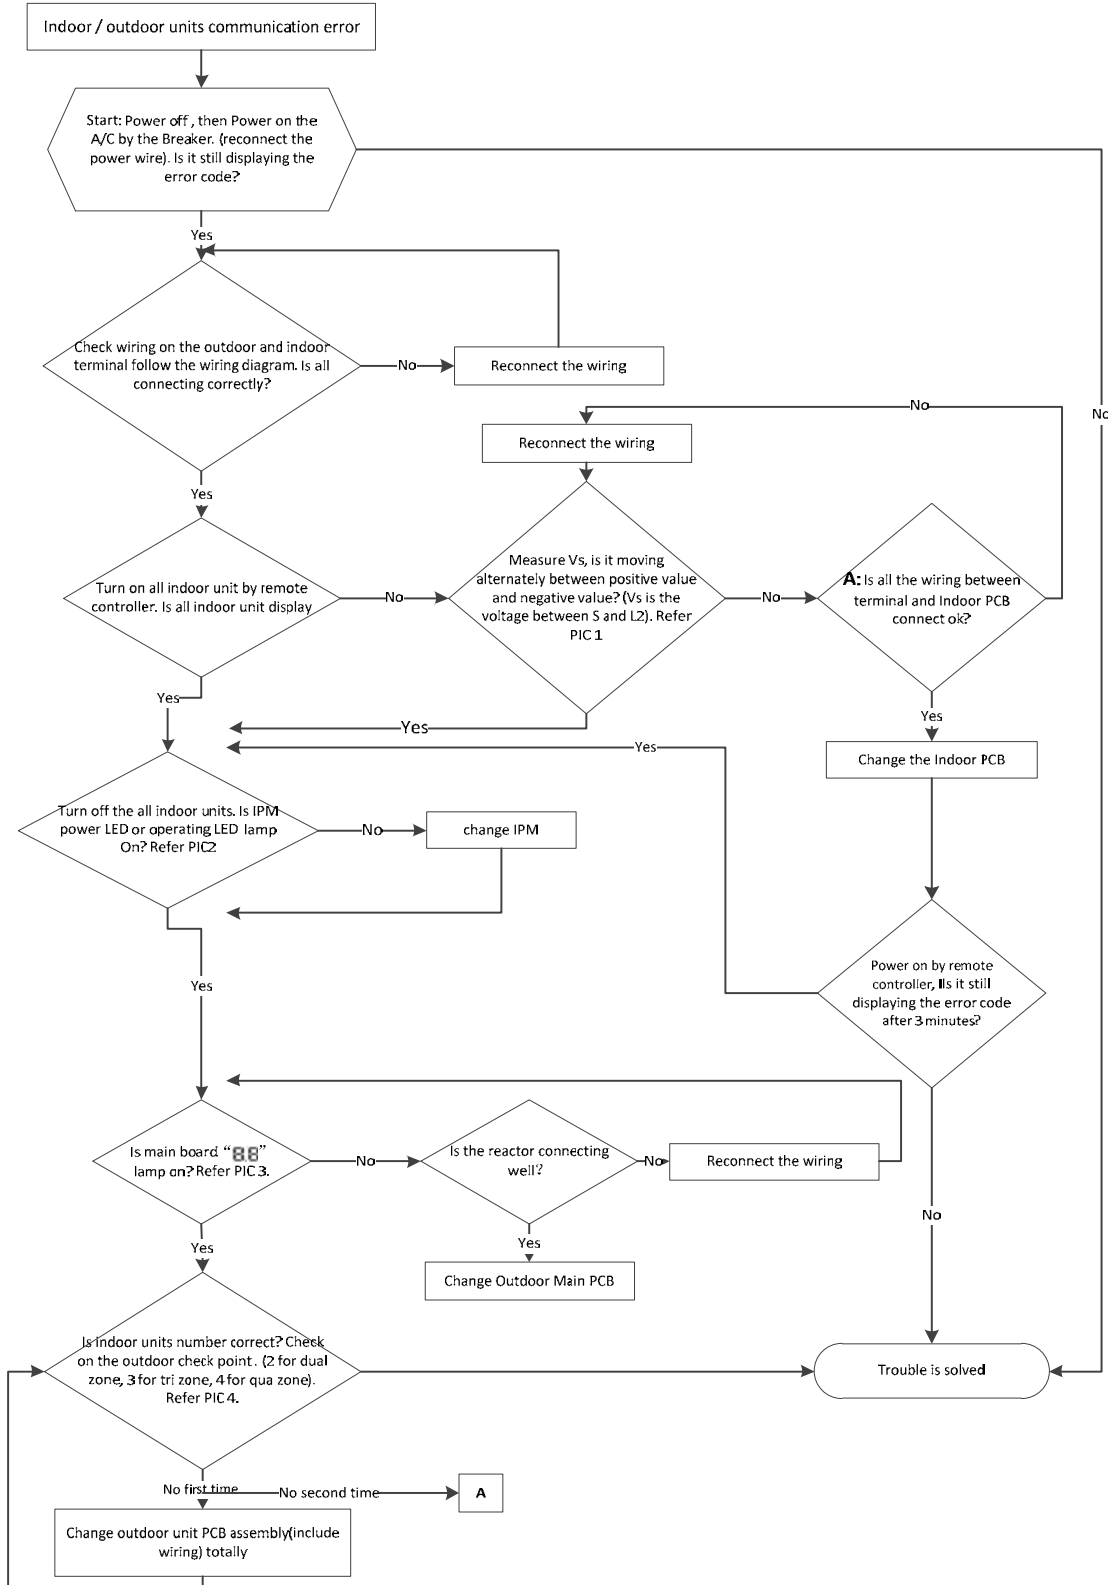 Indoor / outdoor units communication error
Start: Power off , then Power on the
A/C by the Breaker. (reconnect the
power wire). Is it still displaying the
error code?
Yes
Check wiring on the outdoor and indoor
terminal follow the wiring diagram. Is all
connecting correctly?
No
Reconnect the wiring
No
No
Reconnect the wiring
Yes
Turn on all indoor unit by remote
controller. Is all indoor unit display
No
Measure Vs, is it moving
alternately between positive value
and negative value? (Vs is the
voltage between S and L2). Refer
PIC 1
No
A: Is all the wiring between
terminal and Indoor PCB
connect ok?
Yes
Yes
Yes
Yes
Change the Indoor PCB
Turn off the all indoor units. Is IPM
power LED or operating LED lamp
On? Refer PIC2
No
change IPM
Yes
Power on by remote
controller, IIs it still
displaying the error code
after 3 minutes?
Is main board “8.8”
lamp on? Refer PIC 3.
No
Is the reactor connecting
well?
No
Reconnect the wiring
No
Yes
Yes
Change Outdoor Main PCB
Is indoor units number correct? Check
on the outdoor check point . (2 for dual
zone, 3 for tri zone, 4 for qua zone).
Refer PIC 4.
Trouble is solved
No first time
No second time
A
Change outdoor unit PCB assembly(include
wiring) totally